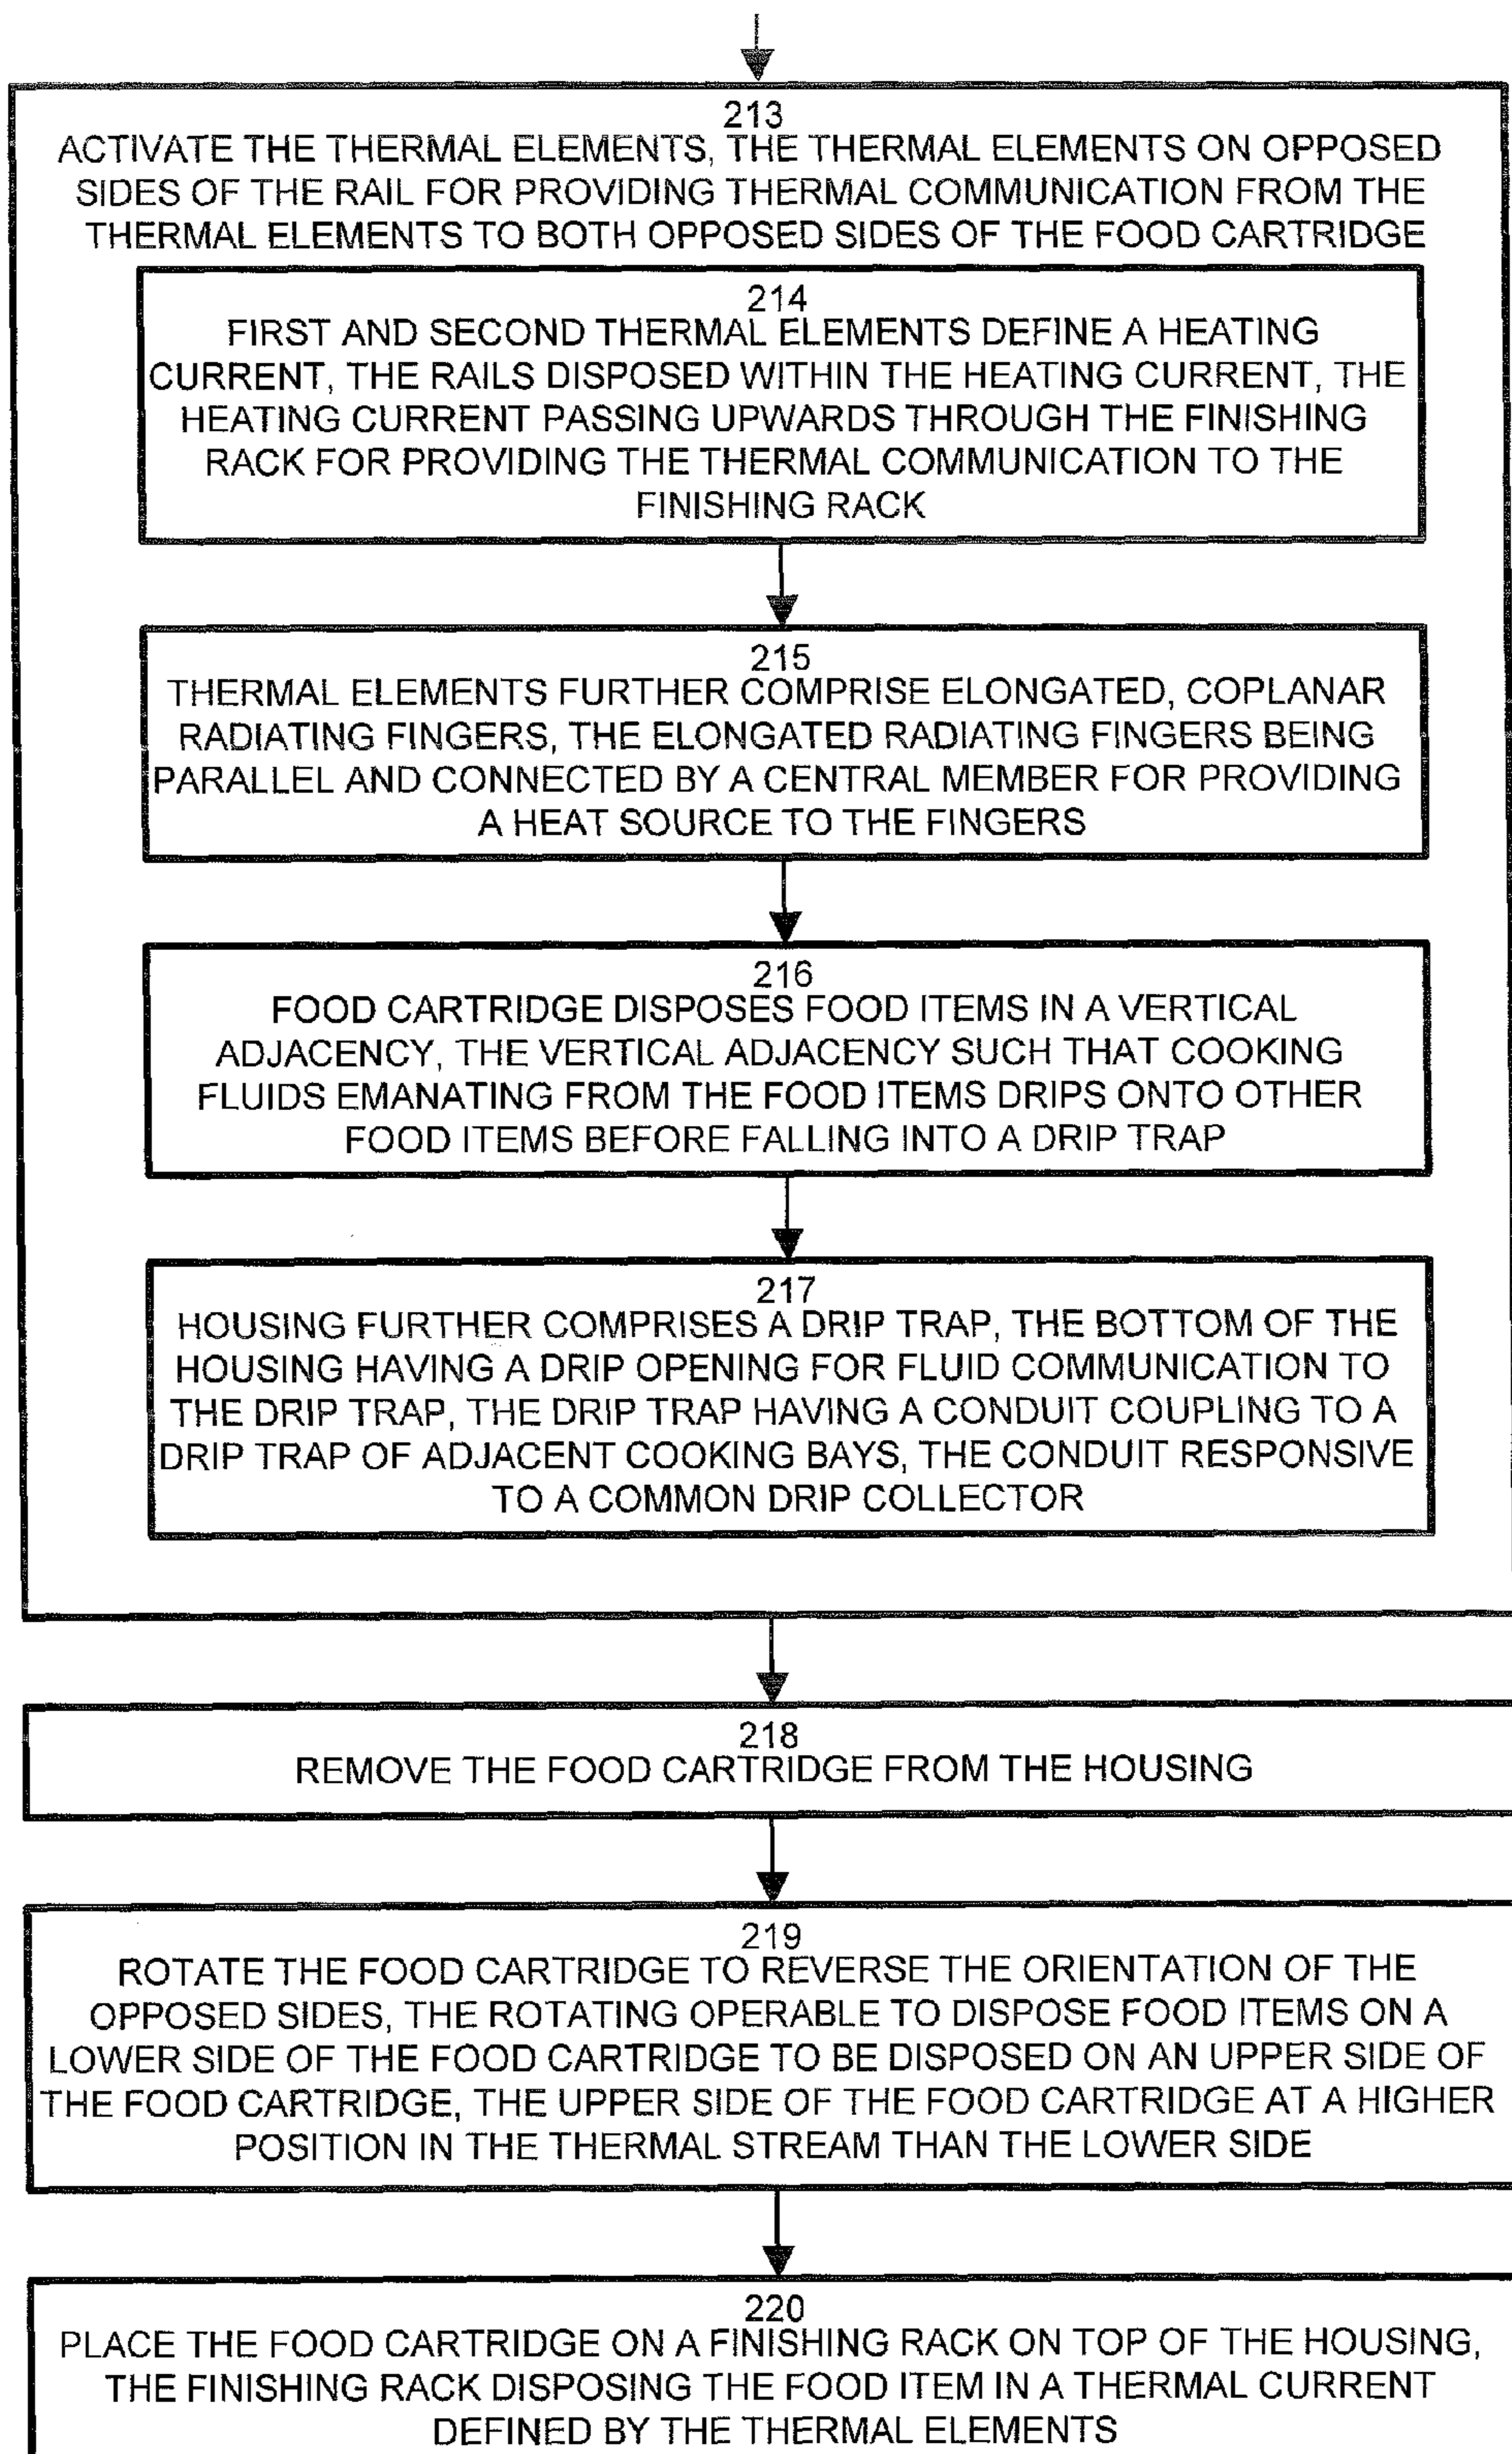 213
ACTIVATE THE THERMAL ELEMENTS, THE THERMAL ELEMENTS ON OPPOSED
SIDES OF THE RAIL FOR PROVIDING THERMAL COMMUNICATION FROM THE
THERMAL ELEMENTS TO BOTH OPPOSED SIDES OF THE FOOD CARTRIDGE
214
FIRST AND SECOND THERMAL ELEMENTS DEFINE A HEATING
CURRENT, THE RAILS DISPOSED WITHIN THE HEATING CURRENT, THE
HEATING CURRENT PASSING UPWARDS THROUGH THE FINISHING
RACK FOR PROVIDING THE THERMAL COMMUNICATION TO THE
FINISHING RACK
215
THERMAL ELEMENTS FURTHER COMPRISE ELONGATED, COPLANAR
RADIATING FINGERS, THE ELONGATED RADIATING FINGERS BEING
PARALLEL AND CONNECTED BY A CENTRAL MEMBER FOR PROVIDING
A HEAT SOURCE TO THE FINGERS
216
FOOD CARTRIDGE DISPOSES FOOD ITEMS IN A VERTICAL
ADJACENCY, THE VERTICAL ADJACENCY SUCH THAT COOKING
FLUIDS EMANATING FROM THE FOOD ITEMS DRIPS ONTO OTHER
FOOD ITEMS BEFORE FALLING INTO A DRIP TRAP
217
HOUSING FURTHER COMPRISES A DRIP TRAP, THE BOTTOM OF THE
HOUSING HAVING A DRIP OPENING FOR FLUID COMMUNICATION TO
THE DRIP TRAP, THE DRIP TRAP HAVING A CONDUIT COUPLING TO A
DRIP TRAP OF ADJACENT COOKING BAYS, THE CONDUIT RESPONSIVE
TO A COMMON DRIP COLLECTOR
218
REMOVE THE FOOD CARTRIDGE FROM THE HOUSING
219
ROTATE THE FOOD CARTRIDGE TO REVERSE THE ORIENTATION OF THE
OPPOSED SIDES, THE ROTATING OPERABLE TO DISPOSE FOOD ITEMS ON A
LOWER SIDE OF THE FOOD CARTRIDGE TO BE DISPOSED ON AN UPPER SIDE OF
THE FOOD CARTRIDGE, THE UPPER SIDE OF THE FOOD CARTRIDGE AT A HIGHER
POSITION IN THE THERMAL STREAM THAN THE LOWER SIDE
220
PLACE THE FOOD CARTRIDGE ON A FINISHING RACK ON TOP OF THE HOUSING,
THE FINISHING RACK DISPOSING THE FOOD ITEM IN A THERMAL CURRENT
DEFINED BY THE THERMAL ELEMENTS